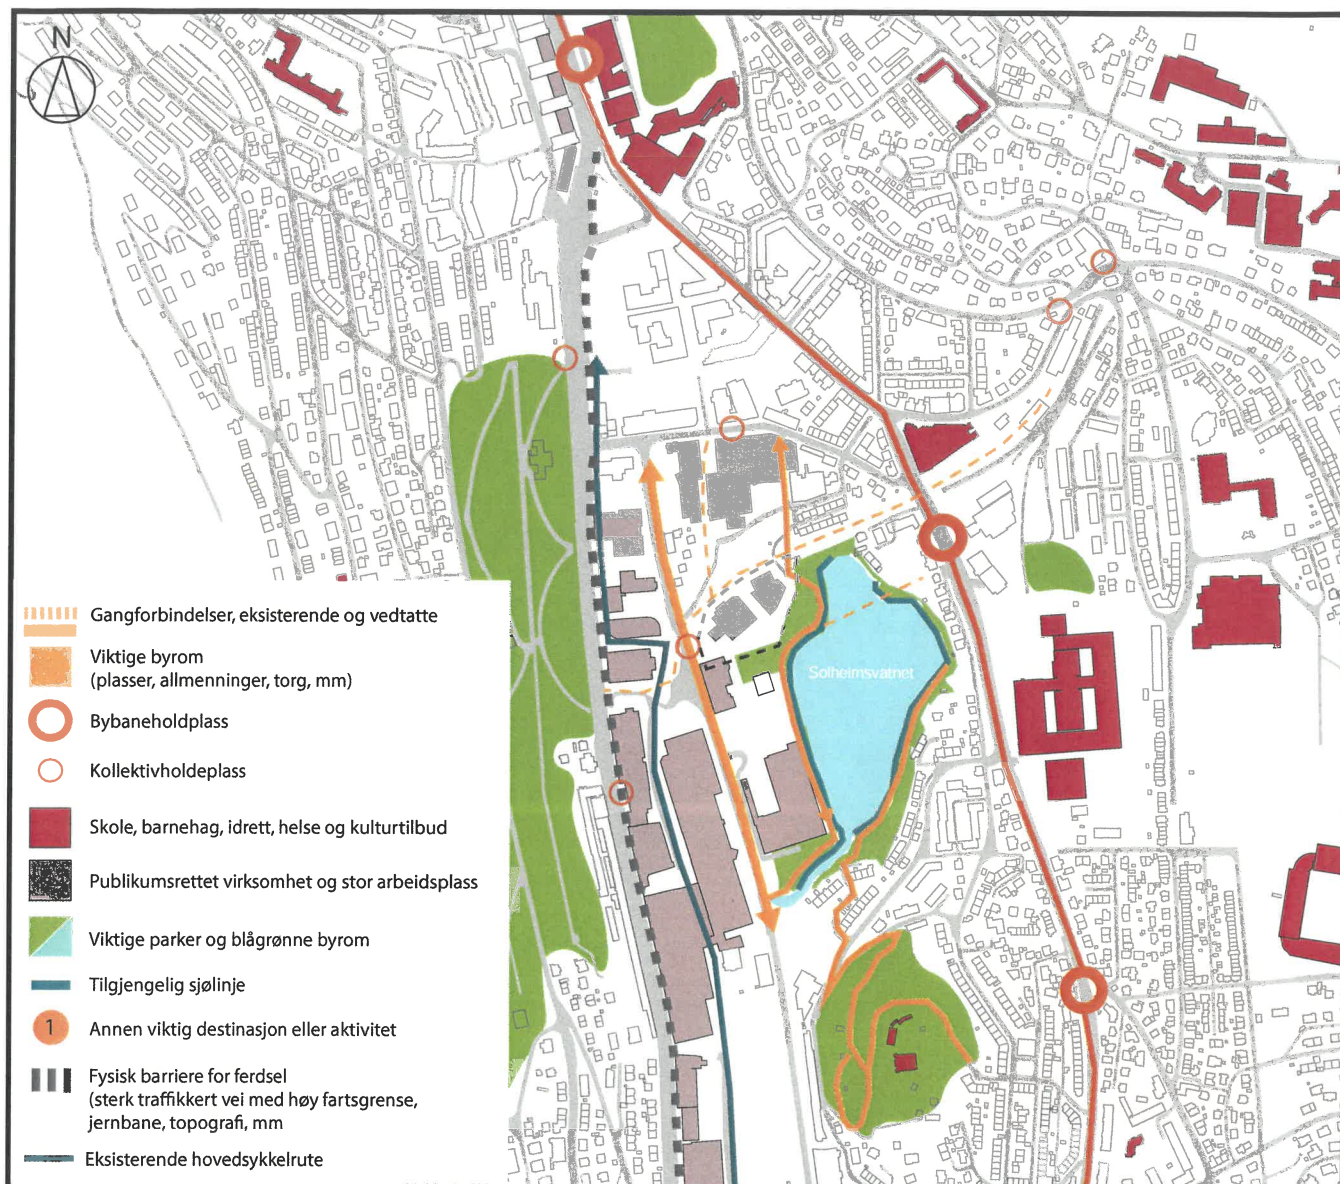 N
Solheimsvatnet
Gangforbindelser, eksisterende og vedtatte
Viktige byrom
(plasser, allmenninger, torg, mm)
Bybaneholdplass
Kollektivholdeplass
Skole, barnehag, idrett, helse og kulturtilbud
Publikumsrettet virksomhet og stor arbeidsplass
Viktige parker og blågrønne byrom
Tilgjengelig sjølinje
1 Annen viktig destinasjon eller aktivitet
Fysisk barriere for ferdsel
(sterk traffikkert vei med høy fartsgrense,
jernbane, topografi, mm
Eksisterende hovedsykkelrute